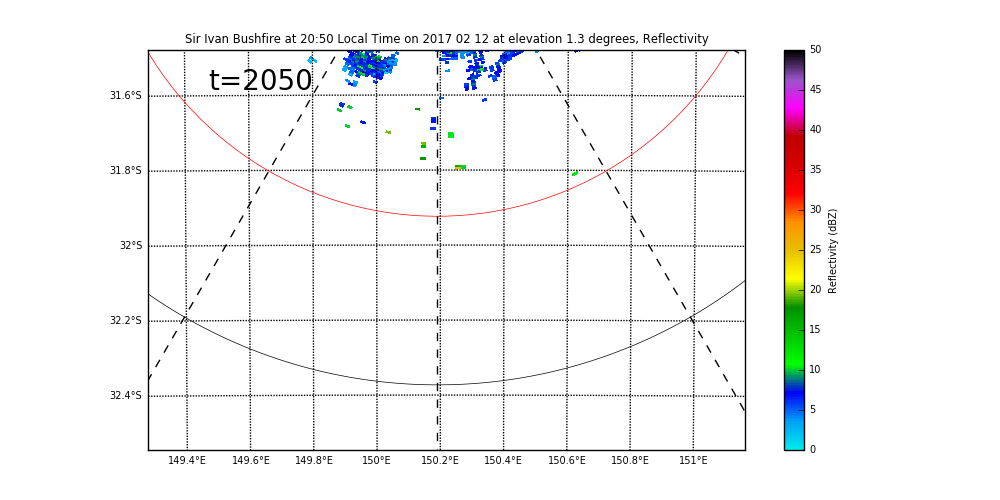 Sir Ivan Bushfire at 20:50 Local Time on 2017 02 12 at elevation 1.3 degrees, Reflectivity
t=2050
31.6°S
31.8°S
32°S
32.2°S
32.4°S
149.4°E 149.6°E 149.8°E 150°E 150.2°E 150.4°E 150.6°E 150.8°E 151°E
50
45
40
35
30
25
20
15
10
5
0
Reflectivity (dBZ)